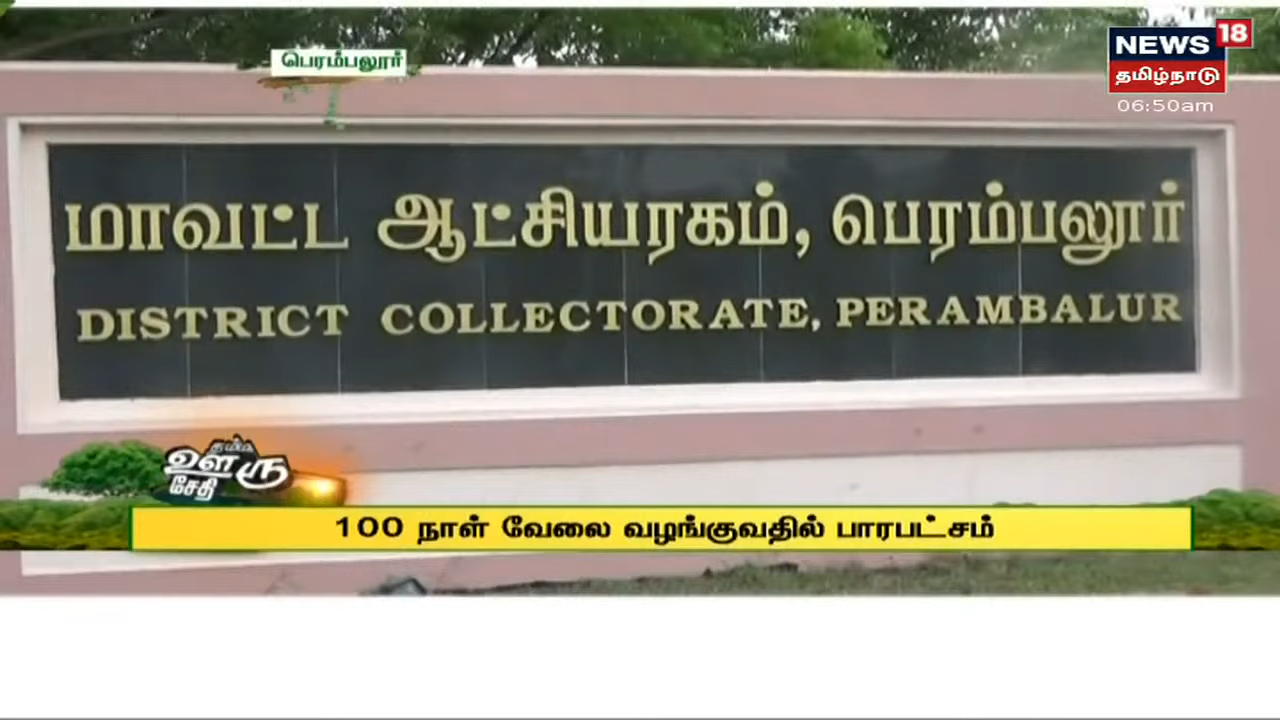 பெரம்பலூர்
NEWS 18
தமிழ்நாடு
06:50am
மாவட்ட ஆட்சியரகம், பெரம்பலூர்
DISTRICT COLLECTORATE, PERAMBALUR
தமிழ்
ஊரு
சேதி
100 நாள் வேலை வழங்குவதில் பாரபட்சம்